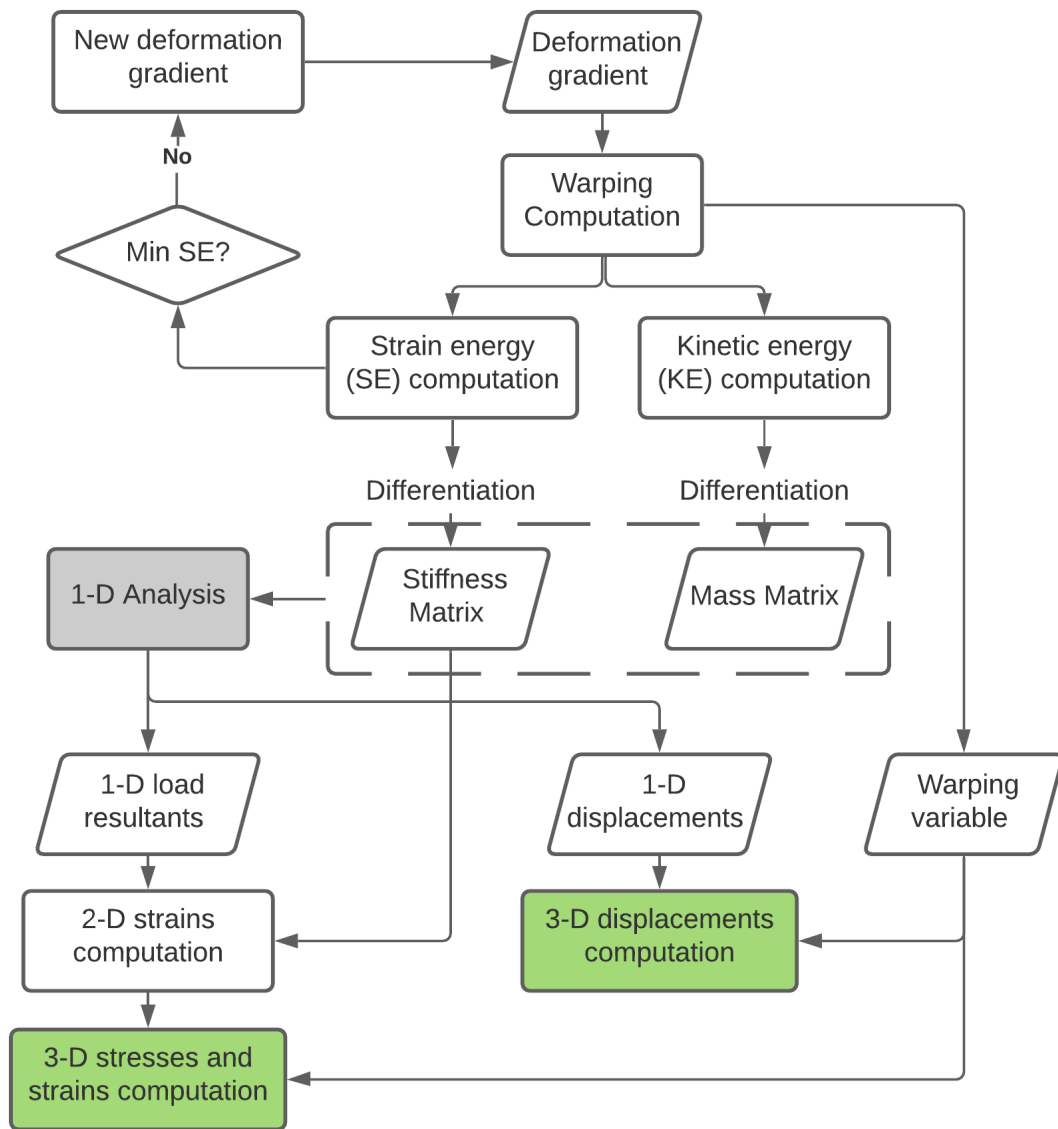 New deformation
gradient
Deformation
gradient
No
Warping
Computation
Min SE?
Strain energy
(SE) computation
Kinetic energy
(KE) computation
Differentiation
Differentiation
1-D Analysis
Stiffness
Matrix
Mass Matrix
1-D load
resultants
1-D
displacements
Warping
variable
2-D strains
computation
3-D displacements
computation
3-D stresses and
strains computation